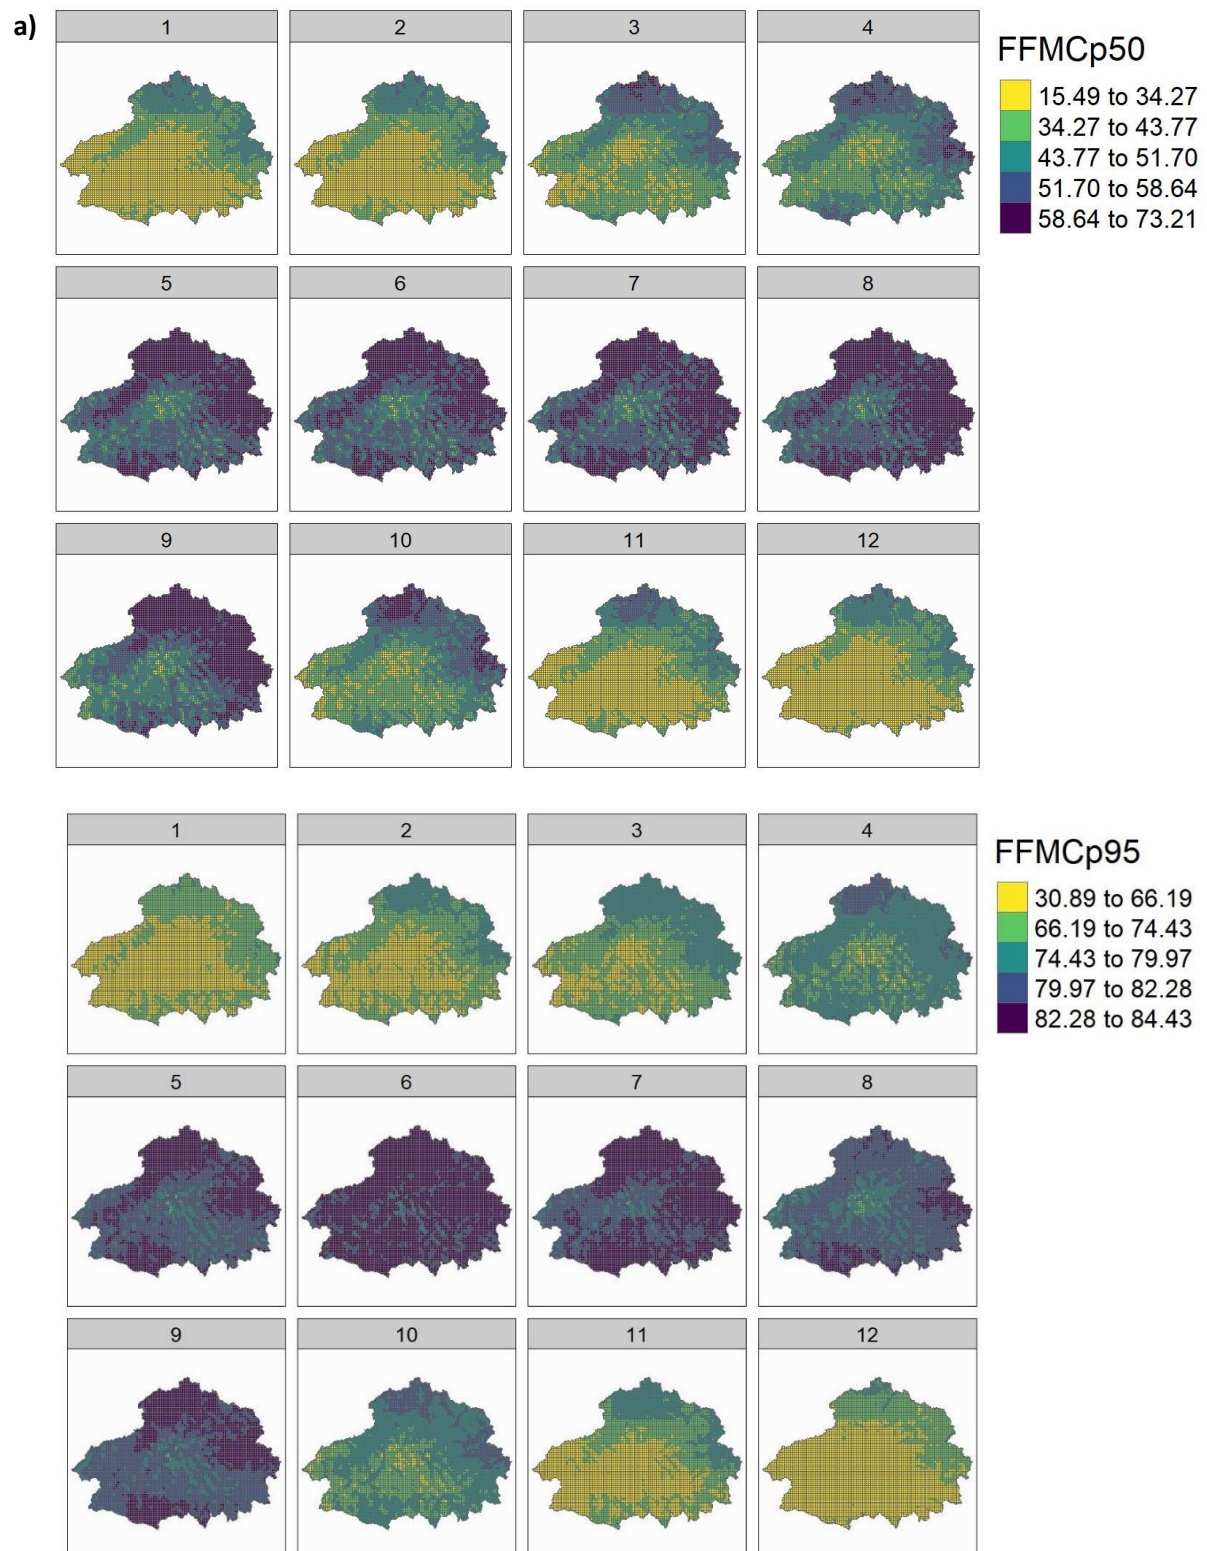 a)
1 2 3 4
FFMCp50
15.49 to 34.27
34.27 to 43.77
43.77 to 51.70
51.70 to 58.64
58.64 to 73.21
5 6 7 8
9 10 11 12
1 2 3 4
FFMCp95
30.89 to 66.19
66.19 to 74.43
74.43 to 79.97
79.97 to 82.28
82.28 to 84.43
5 6 7 8
9 10 11 12